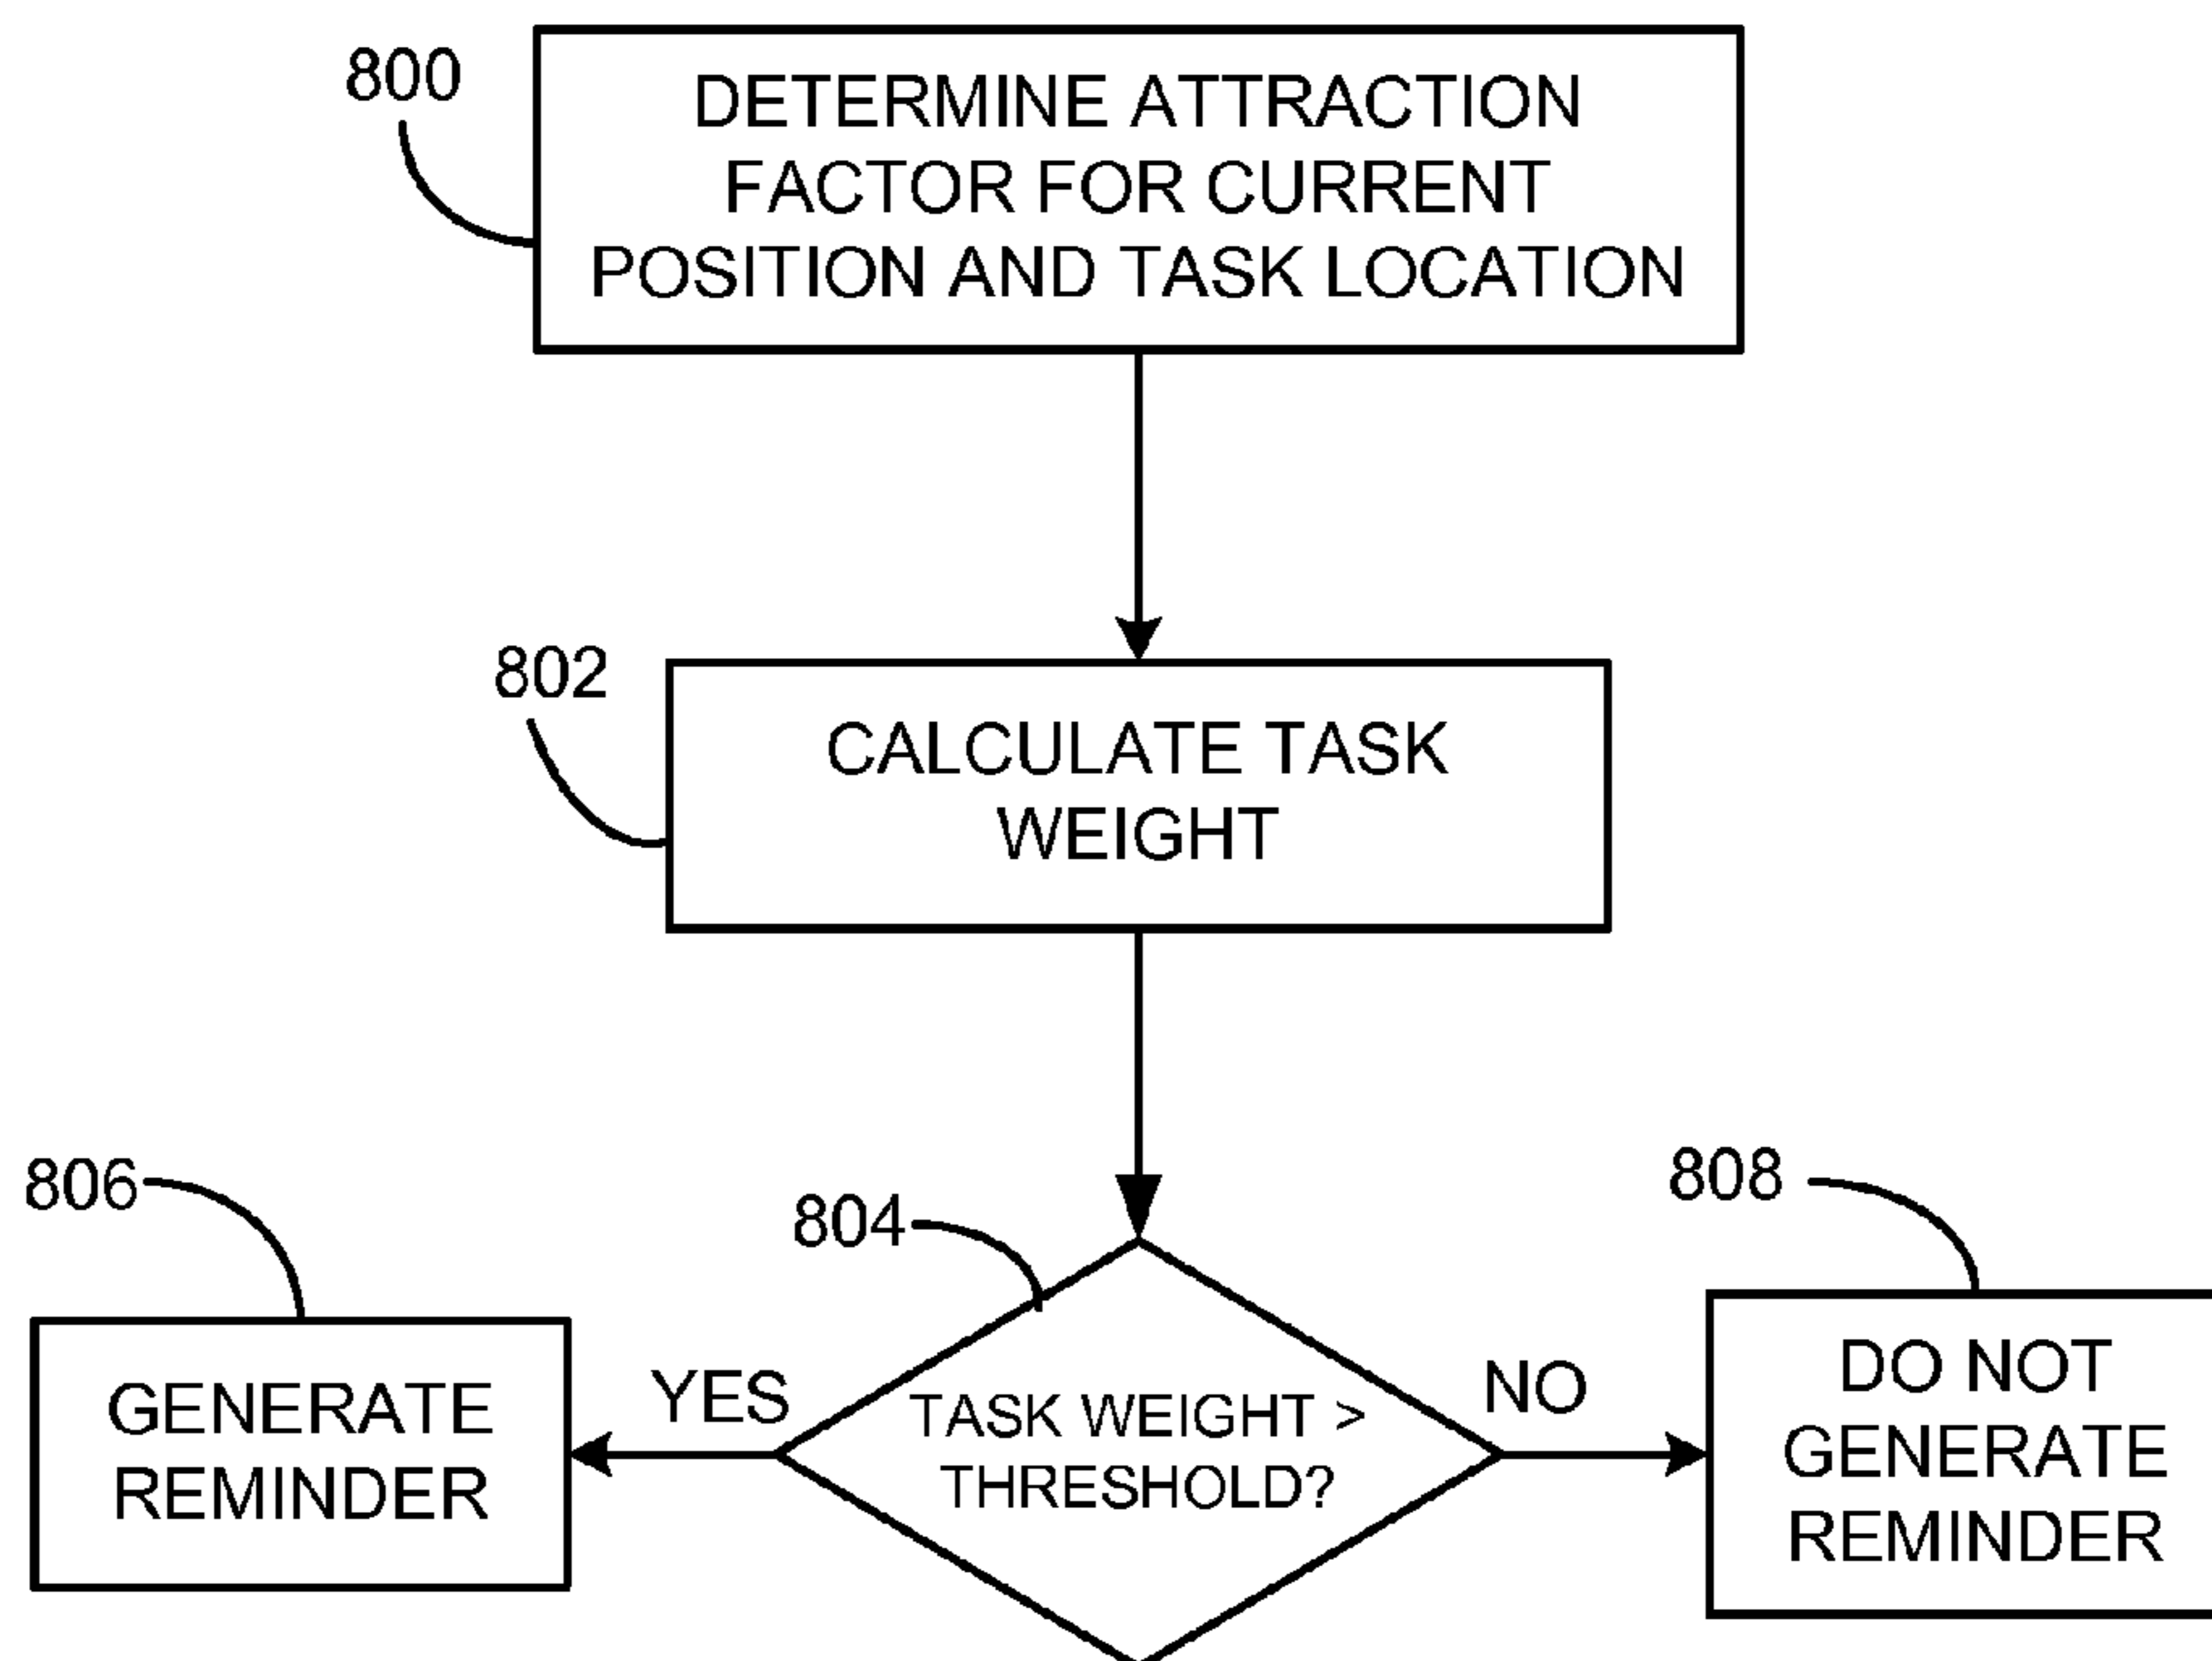 800
DETERMINE ATTRACTION
FACTOR FOR CURRENT
POSITION AND TASK LOCATION
802
CALCULATE TASK
WEIGHT
804
TASK WEIGHT >
THRESHOLD?
YES
806
GENERATE
REMINDER
NO
808
DO NOT
GENERATE
REMINDER